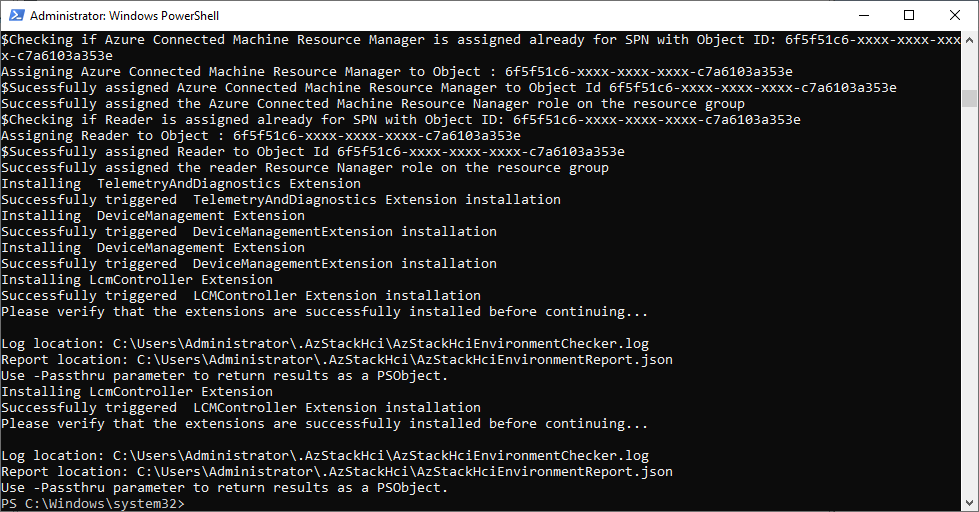 Administrator: Windows PowerShell
$Checking if Azure Connected Machine Resource Manager is assigned already for SPN with Object ID: 6f5f51c6-xxxx-xxxx-xxx
x-c7a6103a353e
Assigning Azure Connected Machine Resource Manager to Object : 6f5f51c6-xxxx-xxxx-xxxx-c7a6103a353e
$Sucessfully assigned Azure Connected Machine Resource Manager to Object Id 6f5f51c6-xxxx-xxxx-xxxx-c7a6103a353e
Successfully assigned the Azure Connected Machine Resource Nanager role on the resource group
$Checking if Reader is assigned already for SPN with Object ID: 6f5f51c6-xxxx-xxxx-xxxx-c7a6103a353e
Assigning Reader to Object : 6f5f51c6-xxxx-xxxx-xxxx-c7a6103a353e
$Sucessfully assigned Reader to Object Id 6f5f51c6-xxxx-xxxx-xxxx-c7a6103a353e
Successfully assigned the reader Resource Nanager role on the resource group
Installing  TelemetryAndDiagnostics Extension
Successfully triggered  TelemetryAndDiagnostics Extension installation
Installing  DeviceManagement Extension
Successfully triggered  DeviceManagementExtension installation
Installing  DeviceManagement Extension
Successfully triggered  DeviceManagementExtension installation
Installing LcmController Extension
Successfully triggered  LCMController Extension installation
Please verify that the extensions are successfully installed before continuing...
Log location: C:\Users\Administrator\.AzStackHci\AzStackHciEnvironmentChecker.log
Report location: C:\Users\Administrator\.AzStackHci\AzStackHciEnvironmentReport.json
Use -Passthru parameter to return results as a PSObject.
Installing LcmController Extension
Successfully triggered  LCMController Extension installation
Please verify that the extensions are successfully installed before continuing...
Log location: C:\Users\Administrator\.AzStackHci\AzStackHciEnvironmentChecker.log
Report location: C:\Users\Administrator\.AzStackHci\AzStackHciEnvironmentReport.json
Use -Passthru parameter to return results as a PSObject.
PS C:\Windows\system32>